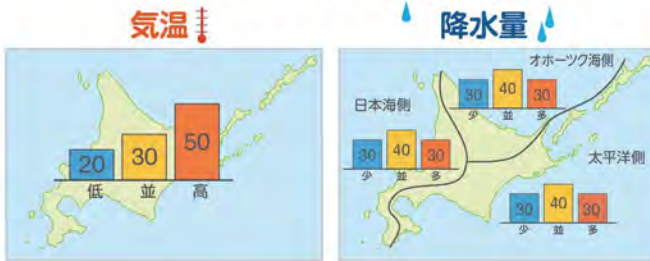 気温
20 30 50
低 並 高
降水量
オホーツク海側
30 40 30
少 並 多
日本海側
30 40 30
少 並 多
太平洋側
30 40 30
少 並 多